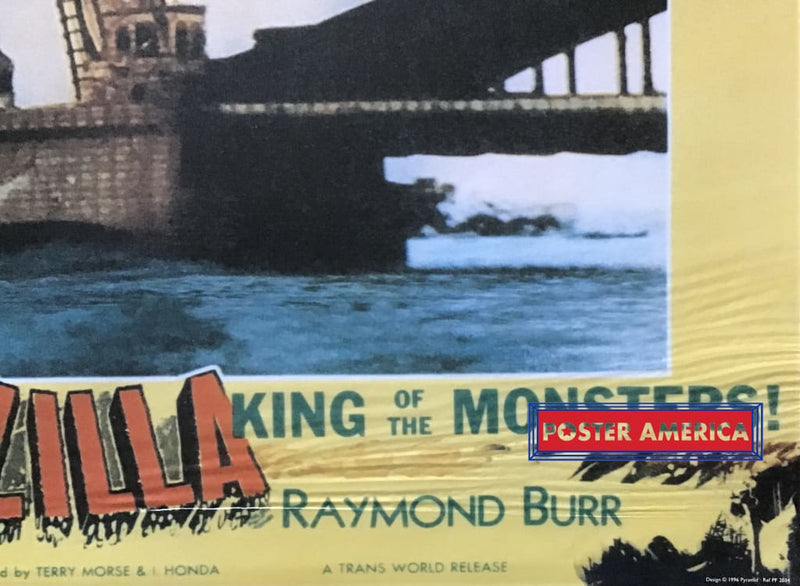 ZILLA KING OF THE MONSTERS!
POSTER AMERICA
RAYMOND BURR
d by TERRY MORSE & I. HONDA A TRANS WORLD RELEASE
Design © 1996 Pyramid · Ref PP